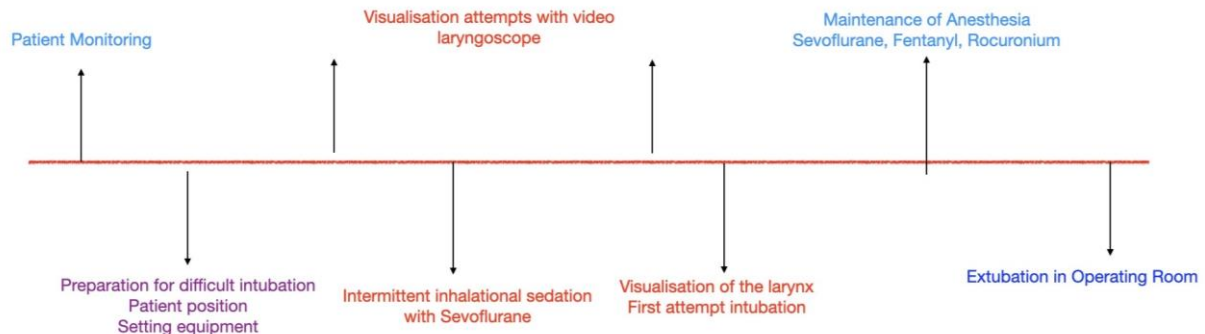 Patient Monitoring
Visualisation attempts with video
laryngoscope
Maintenance of Anesthesia
Sevoflurane, Fentanyl, Rocuronium
Preparation for difficult intubation
Patient position
Setting equipment
Intermittent inhalational sedation
with Sevoflurane
Visualisation of the larynx
First attempt intubation
Extubation in Operating Room